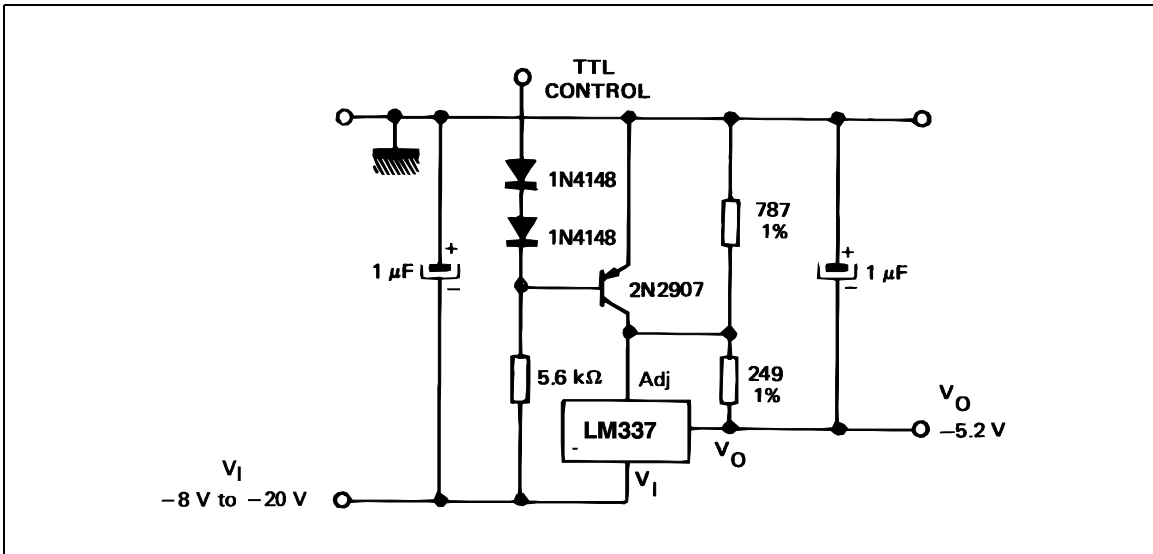 TTL
CONTROL
1N4148
1N4148
787
1%
+
1 µF
−
2N2907
+
1 µF
−
5.6 kΩ
Adj
249
1%
LM337
-
V_O
V_O
−5.2 V
V_I
V_I
−8 V to −20 V